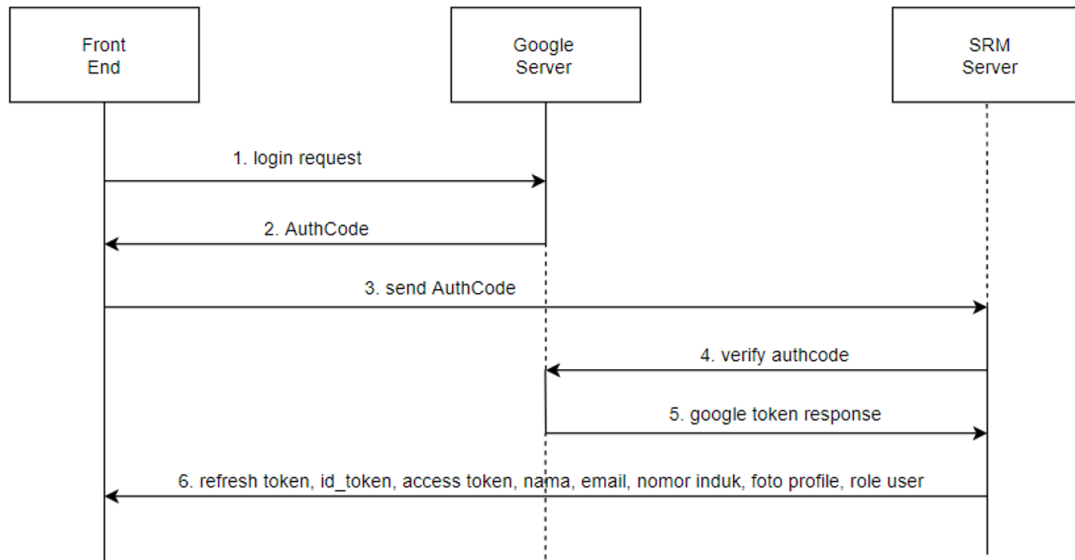 Front
End
Google
Server
SRM
Server
1. login request
2. AuthCode
3. send AuthCode
4. verify authcode
5. google token response
6. refresh token, id_token, access token, nama, email, nomor induk, foto profile, role user